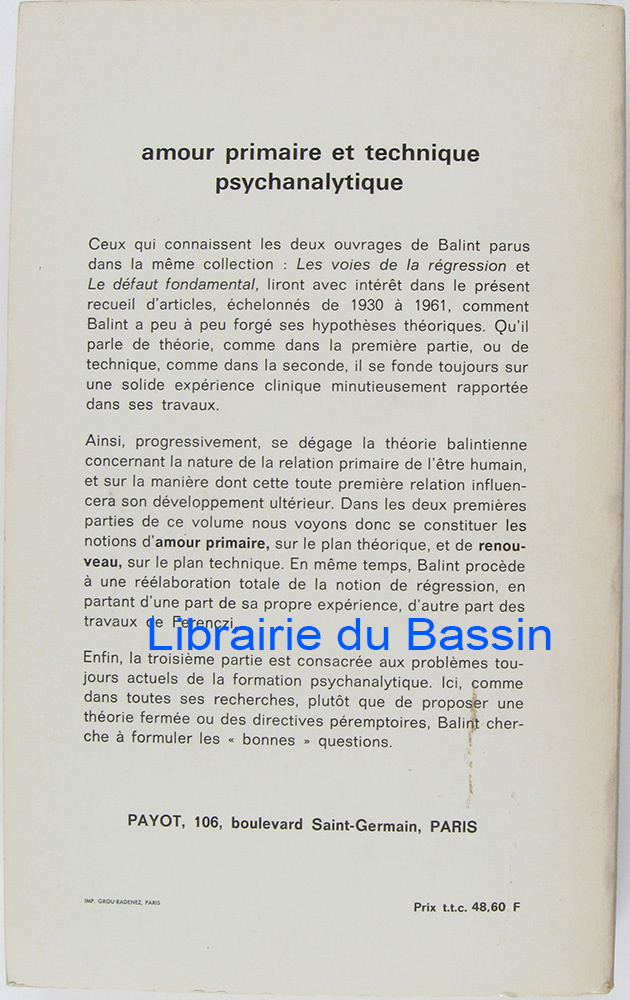 amour primaire et technique
psychanalytique
Ceux qui connaissent les deux ouvrages de Balint parus
dans la même collection : Les voies de la régression et
Le défaut fondamental, liront avec intérêt dans le présent
recueil d'articles, échelonnés de 1930 à 1961, comment
Balint a peu à peu forgé ses hypothèses théoriques. Qu'il
parle de théorie, comme dans la première partie, ou de
technique, comme dans la seconde, il se fonde toujours sur
une solide expérience clinique minutieusement rapportée
dans ses travaux.
Ainsi, progressivement, se dégage la théorie balintienne
concernant la nature de la relation primaire de l'être humain,
et sur la manière dont cette toute première relation influen-
cera son développement ultérieur. Dans les deux premières
parties de ce volume nous voyons donc se constituer les
notions d'amour primaire, sur le plan théorique, et de renou-
veau, sur le plan technique. En même temps, Balint procède
à une réélaboration totale de la notion de régression, en
partant d'une part de sa propre expérience, d'autre part des
travaux de Ferenczi.
Librairie du Bassin
Enfin, la troisième partie est consacrée aux problèmes tou-
jours actuels de la formation psychanalytique. Ici, comme
dans toutes ses recherches, plutôt que de proposer une
théorie fermée ou des directives péremptoires, Balint cher-
che à formuler les « bonnes » questions.
PAYOT, 106, boulevard Saint-Germain, PARIS
IMP. GROU-RADENEZ, PARIS
Prix t.t.c. 48,60 F